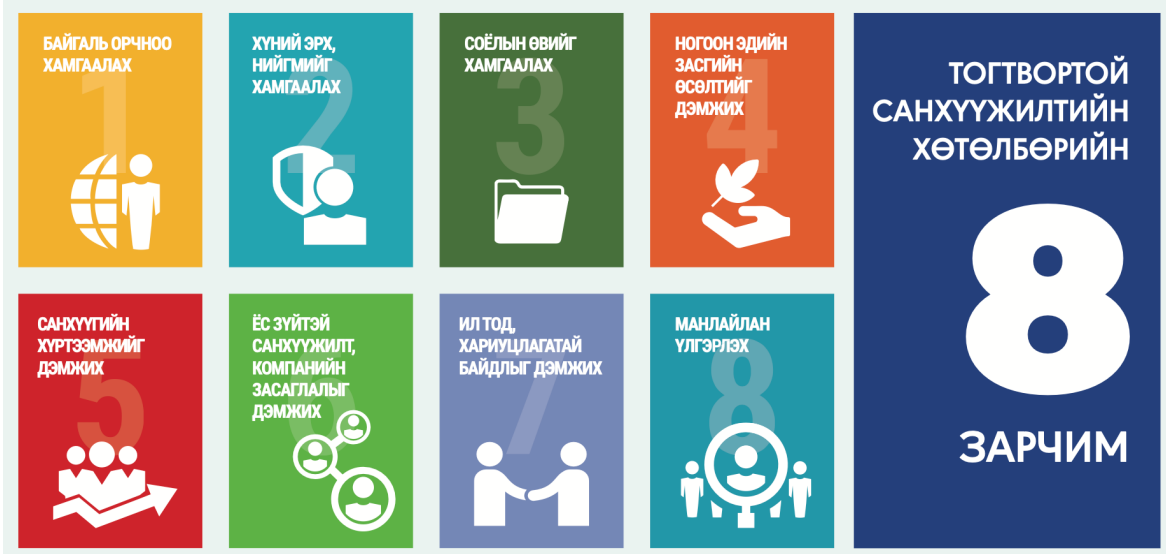 БАЙГАЛЬ ОРЧНОО
ХАМГААЛАХ
1
ХҮНИЙ ЭРХ,
НИЙГМИЙГ
ХАМГААЛАХ
2
СОЁЛЫН ӨВИЙГ
ХАМГААЛАХ
3
НОГООН ЭДИЙН
ЗАСГИЙН
ӨСӨЛТИЙГ
ДЭМЖИХ
4
САНХҮҮГИЙН
ХҮРТЭЭМЖИЙГ
ДЭМЖИХ
5
ЁС ЗҮЙТЭЙ
САНХҮҮЖИЛТ,
КОМПАНИЙН
ЗАСАГЛАЛЫГ
ДЭМЖИХ
6
ИЛ ТОД,
ХАРИУЦЛАГАТАЙ
БАЙДЛЫГ ДЭМЖИХ
7
МАНЛАЙЛАН
ҮЛГЭРЛЭХ
8
ТОГТВОРТОЙ
САНХҮҮЖИЛТИЙН
ХӨТӨЛБӨРИЙН
8
ЗАРЧИМ